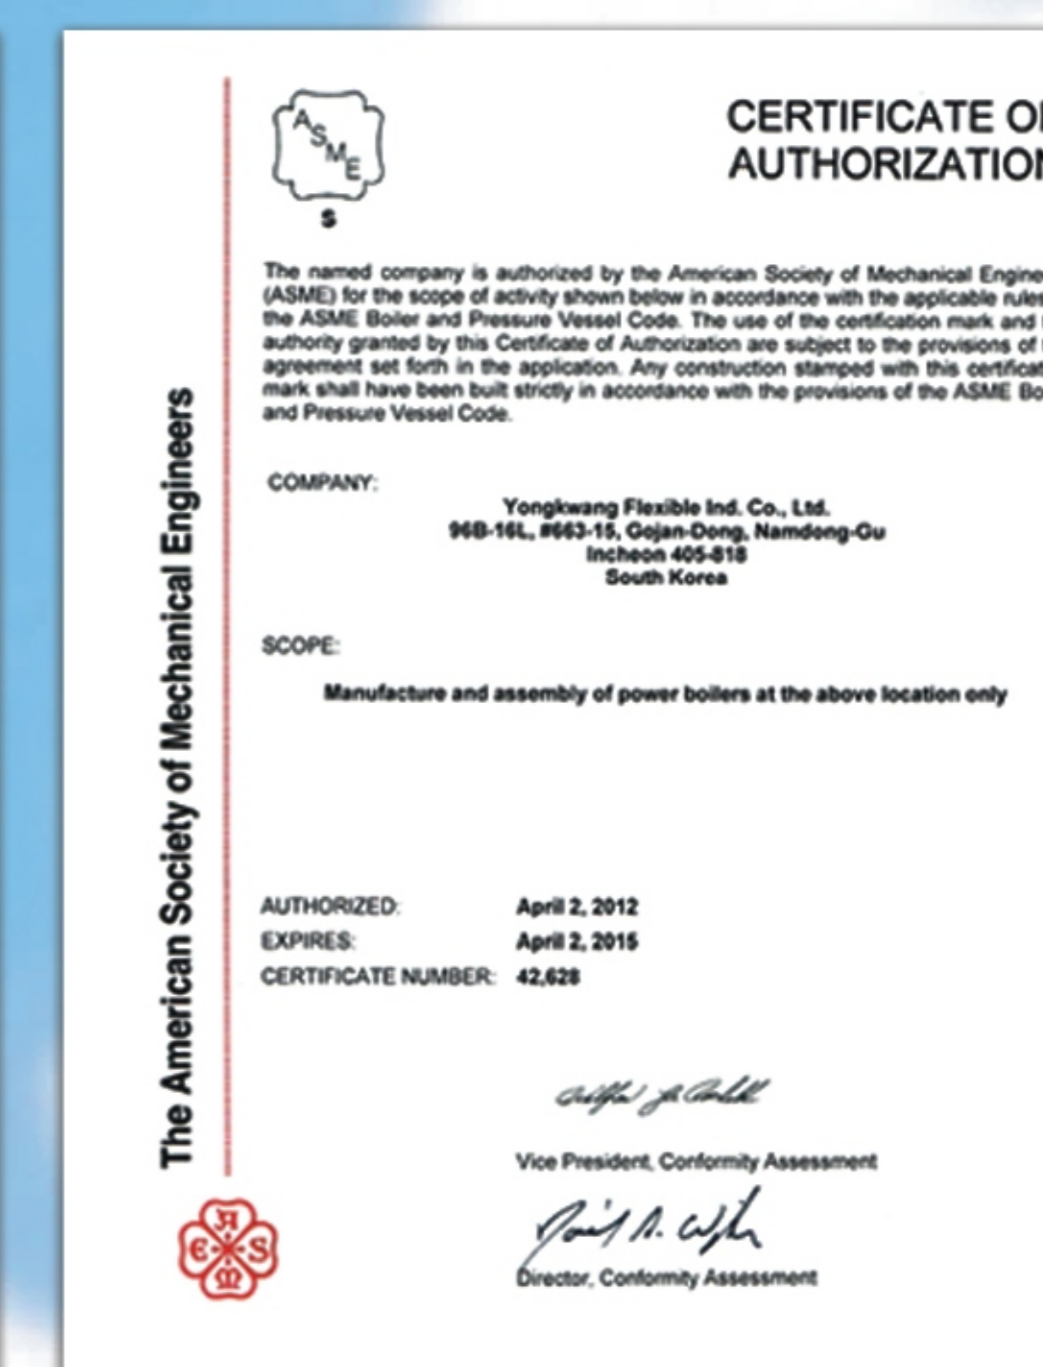 ASME
S
CERTIFICATE O
AUTHORIZATION
The named company is authorized by the American Society of Mechanical Engine
(ASME) for the scope of activity shown below in accordance with the applicable rules
the ASME Boiler and Pressure Vessel Code. The use of the certification mark and
authority granted by this Certificate of Authorization are subject to the provisions of
agreement set forth in the application. Any construction stamped with this certificat
mark shall have been built strictly in accordance with the provisions of the ASME Bo
and Pressure Vessel Code.
COMPANY:
Yongkwang Flexible Ind. Co., Ltd.
96B-16L, #663-15, Gojan-Dong, Namdong-Gu
Incheon 405-818
South Korea
SCOPE:
Manufacture and assembly of power boilers at the above location only
AUTHORIZED: April 2, 2012
EXPIRES: April 2, 2015
CERTIFICATE NUMBER: 42,628
Vice President, Conformity Assessment
Director, Conformity Assessment
The American Society of Mechanical Engineers
ASME